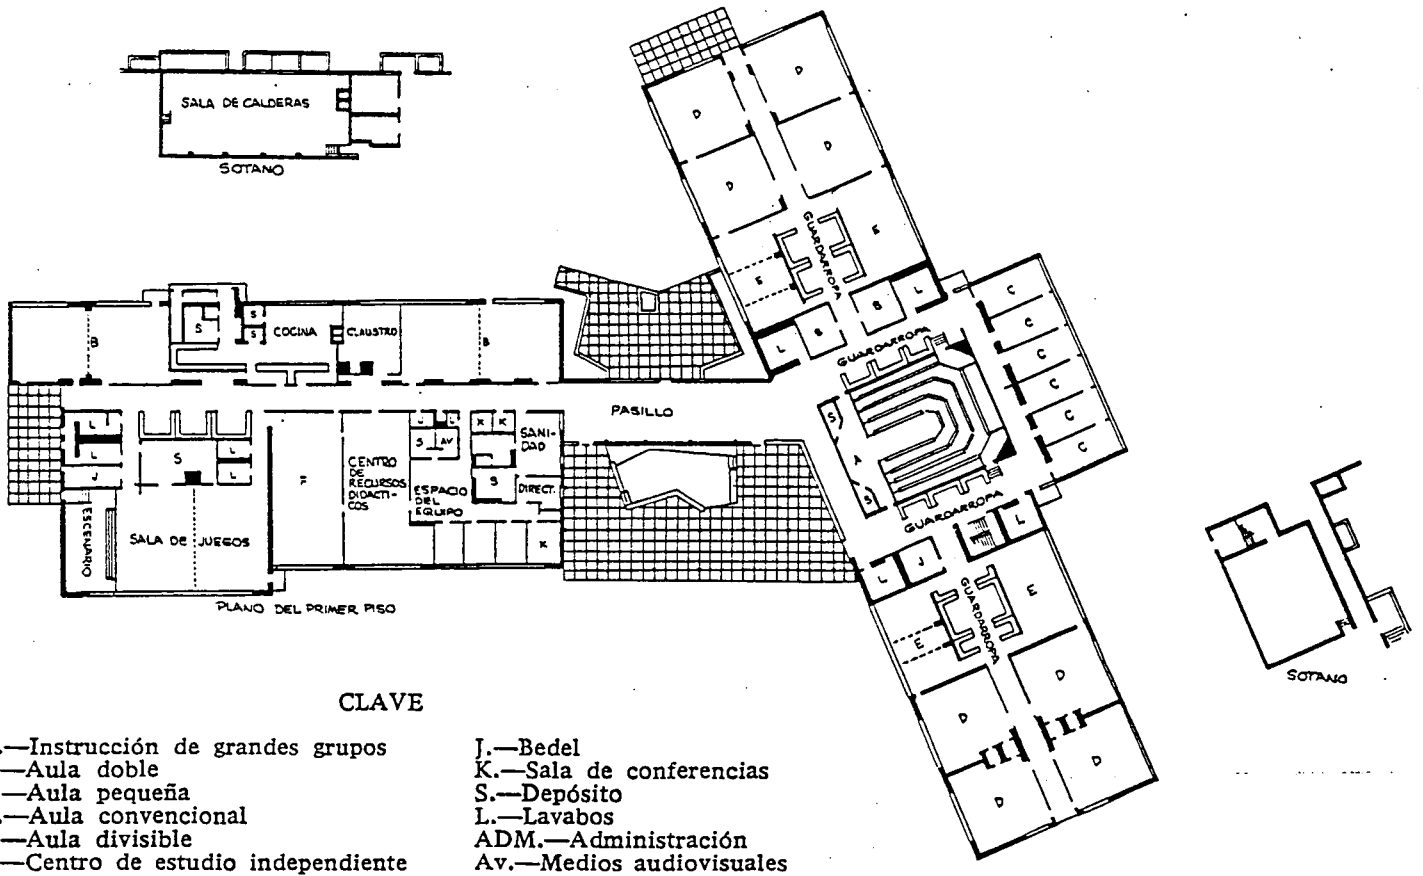 SALA DE CALDERAS
SOTANO
D
D
D
D
D
GUARDARROPA
E
E
S
B
L
L
S
B
S
S
COCINA
CLAUSTRO
B
GUARDARROPA
C
C
C
C
C
C
PASILLO
S
A
S
GUARDARROPA
L
L
J
S
L
L
F
CENTRO
DE
RECURSOS
DIDACTI-
COS
J
L
S
AV
ESPACIO
DEL
EQUIPO
K
K
SANI-
DAD
S
DIRECT.
K
ESCENARIO
SALA DE JUEGOS
PLANO DEL PRIMER PISO
L
J
L
GUARDARROPA
E
E
D
D
D
D
SOTANO
CLAVE
.—Instrucción de grandes grupos
—Aula doble
—Aula pequeña
.—Aula convencional
—Aula divisible
—Centro de estudio independiente
J.—Bedel
K.—Sala de conferencias
S.—Depósito
L.—Lavabos
ADM.—Administración
Av.—Medios audiovisuales